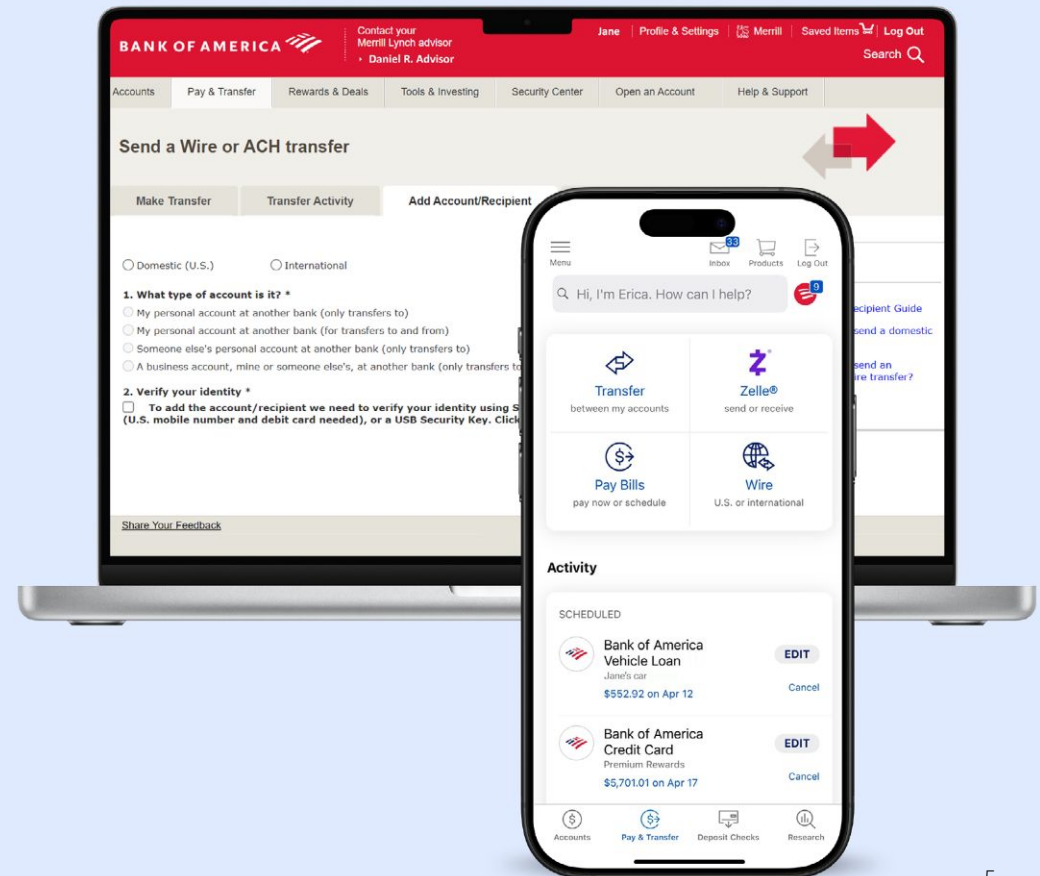 BANK OF AMERICA
Contact your
Merrill Lynch advisor
Daniel R. Advisor
Jane
Profile & Settings
Merrill
Saved Items
Log Out
Search
Accounts
Pay & Transfer
Rewards & Deals
Tools & Investing
Security Center
Open an Account
Help & Support
Send a Wire or ACH transfer
Make Transfer
Transfer Activity
Add Account/Recipient
Domestic (U.S.)
International
1. What type of account is it? *
My personal account at another bank (only transfers to)
My personal account at another bank (for transfers to and from)
Someone else's personal account at another bank (only transfers to)
A business account, mine or someone else's, at another bank (only transfers to
2. Verify your identity *
To add the account/recipient we need to verify your identity using S
(U.S. mobile number and debit card needed), or a USB Security Key. Click
Share Your Feedback
ecipient Guide
send a domestic
send an
ire transfer?
Menu
33
Inbox
Products
Log Out
Hi, I'm Erica. How can I help?
9
Transfer
between my accounts
Zelle®
send or receive
Pay Bills
pay now or schedule
Wire
U.S. or international
Activity
SCHEDULED
Bank of America
Vehicle Loan
Jane's car
$552.92 on Apr 12
EDIT
Cancel
Bank of America
Credit Card
Premium Rewards
$5,701.01 on Apr 17
EDIT
Cancel
Accounts
Pay & Transfer
Deposit Checks
Research